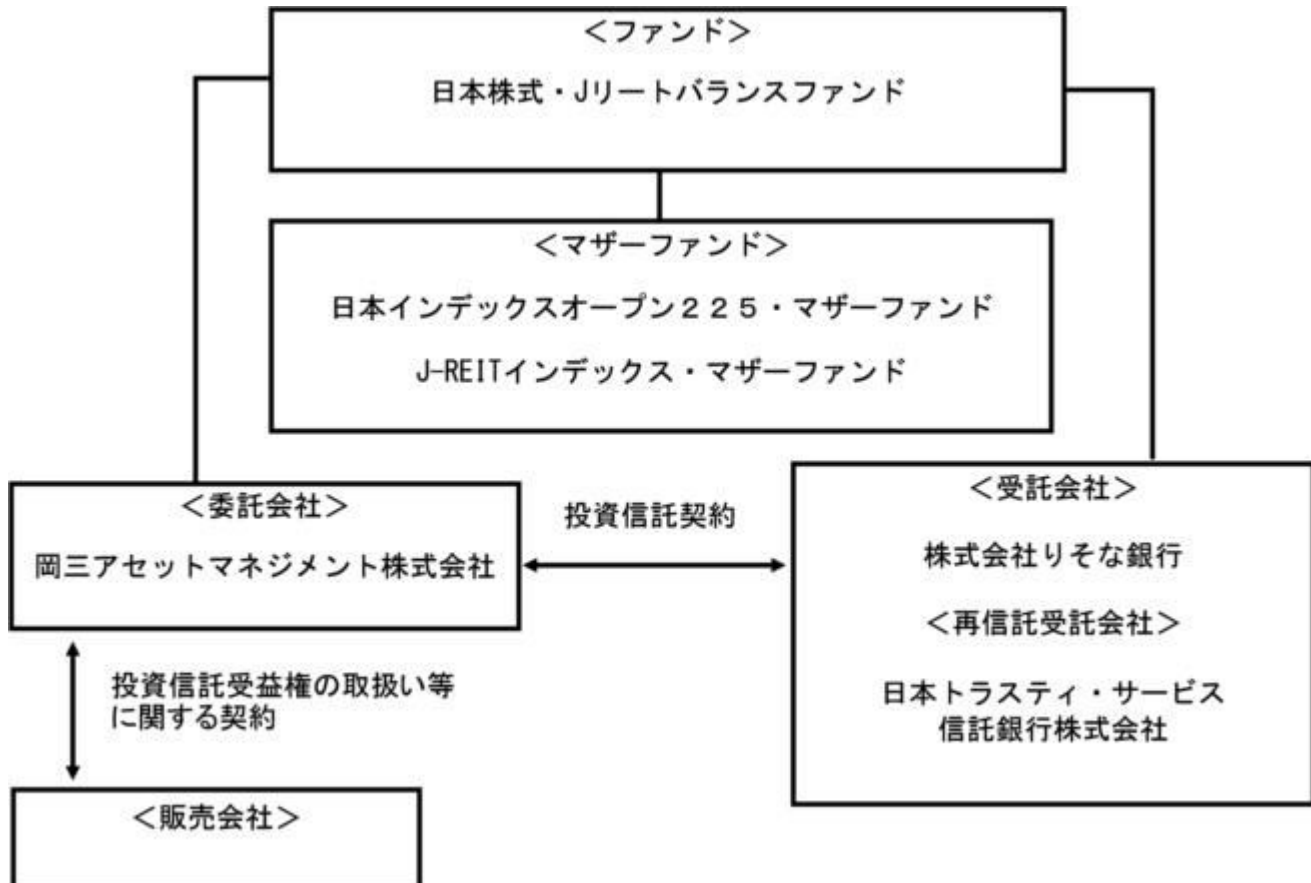 ＜ファンド＞
日本株式・Jリートバランスファンド
＜マザーファンド＞
日本インデックスオープン２２５・マザーファンド
J-REITインデックス・マザーファンド
＜委託会社＞
岡三アセットマネジメント株式会社
投資信託契約
＜受託会社＞
株式会社りそな銀行
＜再信託受託会社＞
日本トラスティ・サービス
信託銀行株式会社
投資信託受益権の取扱い等
に関する契約
＜販売会社＞